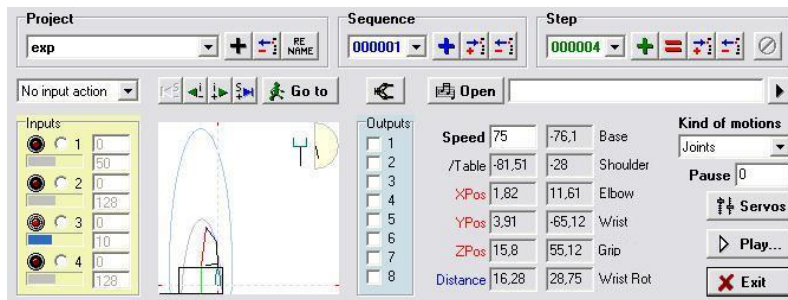 Project Sequence Step
exp RE NAME 000001 000004
No input action Go to Open
Inputs Outputs Kind of motions
1 0 1 Speed 75 -76,1 Base Joints
50 2 /Table -81,51 -28 Shoulder Pause 0
2 0 3 XPos 1,82 11,61 Elbow Servos
128 4 YPos 3,91 -65,12 Wrist
3 0 5 ZPos 15,8 55,12 Grip Play...
10 6 Distance 16,28 28,75 Wrist Rot Exit
4 0 7
128 8